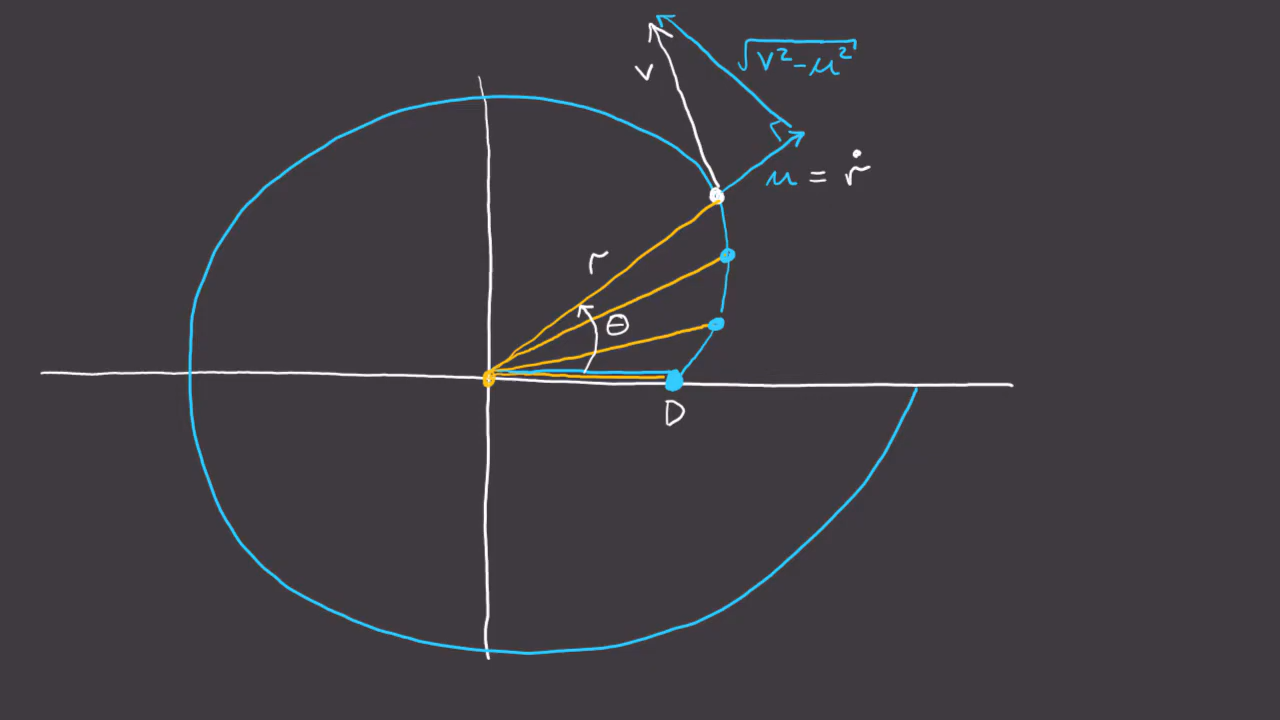 √v²-u²
v
u = ṙ
r
θ
D